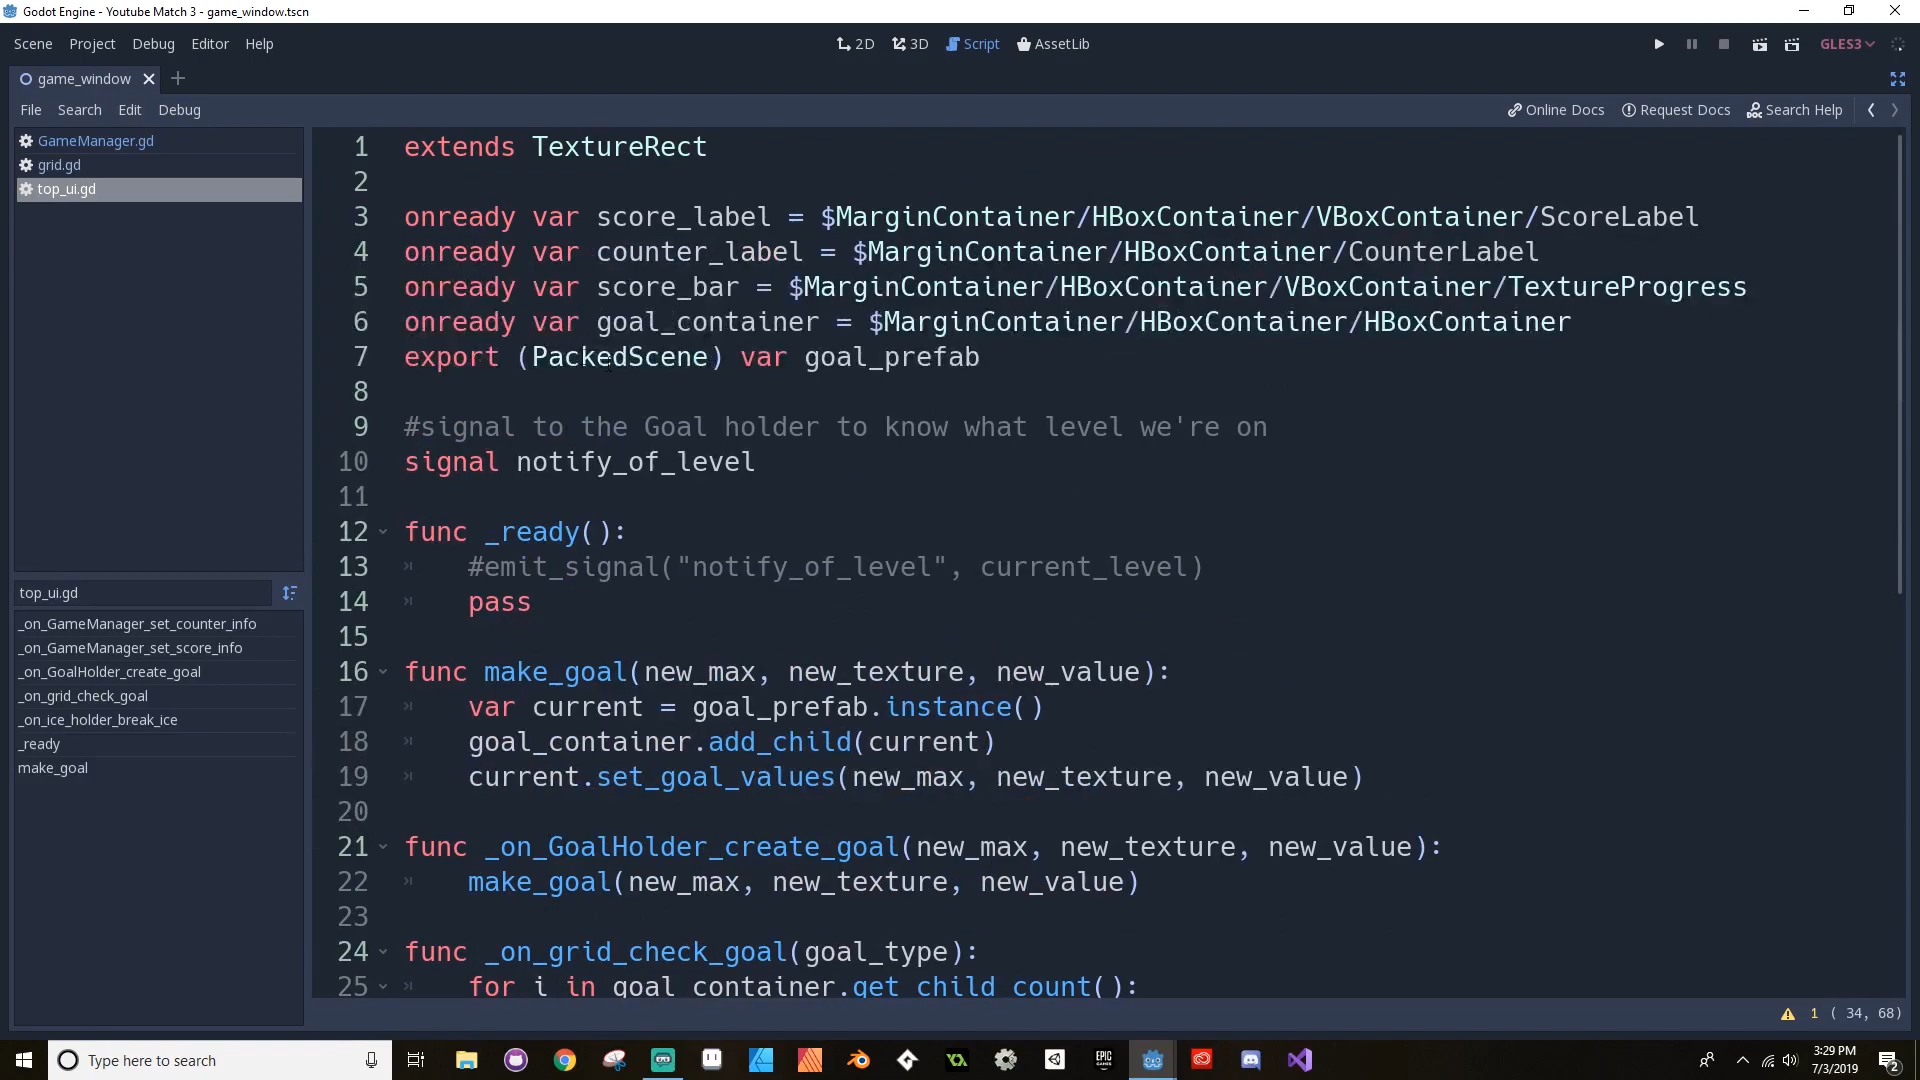 Godot Engine - Youtube Match 3 - game_window.tscn
Scene Project Debug Editor Help
2D 3D Script AssetLib
GLES3
game_window
File Search Edit Debug
Online Docs Request Docs Search Help
GameManager.gd
grid.gd
top_ui.gd
top_ui.gd
_on_GameManager_set_counter_info
_on_GameManager_set_score_info
_on_GoalHolder_create_goal
_on_grid_check_goal
_on_ice_holder_break_ice
_ready
make_goal
1 extends TextureRect
2
3 onready var score_label = $MarginContainer/HBoxContainer/VBoxContainer/ScoreLabel
4 onready var counter_label = $MarginContainer/HBoxContainer/CounterLabel
5 onready var score_bar = $MarginContainer/HBoxContainer/VBoxContainer/TextureProgress
6 onready var goal_container = $MarginContainer/HBoxContainer/HBoxContainer
7 export (PackedScene) var goal_prefab
8
9 #signal to the Goal holder to know what level we're on
10 signal notify_of_level
11
12 func _ready():
13 #emit_signal("notify_of_level", current_level)
14 pass
15
16 func make_goal(new_max, new_texture, new_value):
17 var current = goal_prefab.instance()
18 goal_container.add_child(current)
19 current.set_goal_values(new_max, new_texture, new_value)
20
21 func _on_GoalHolder_create_goal(new_max, new_texture, new_value):
22 make_goal(new_max, new_texture, new_value)
23
24 func _on_grid_check_goal(goal_type):
25 for i in goal_container.get_child_count():
1 ( 34, 68)
Type here to search
EPIC GAMES
3:29 PM
7/3/2019
2